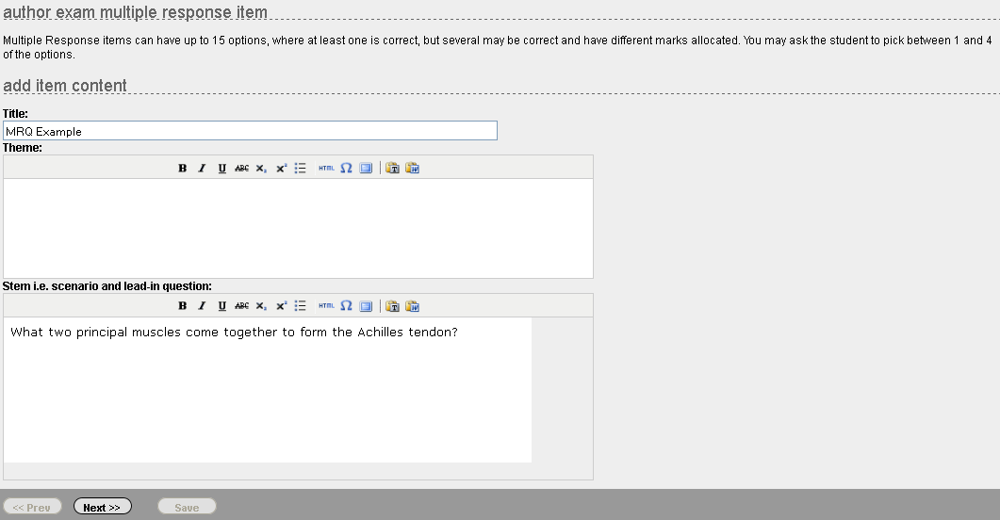 author exam multiple response item
Multiple Response items can have up to 15 options, where at least one is correct, but several may be correct and have different marks allocated. You may ask the student to pick between 1 and 4
of the options.
add item content
Title:
MRQ Example
Theme:
B I U ABC x₂ x² HTML Ω T W
Stem i.e. scenario and lead-in question:
B I U ABC x₂ x² HTML Ω T W
What two principal muscles come together to form the Achilles tendon?
<< Prev Next >> Save